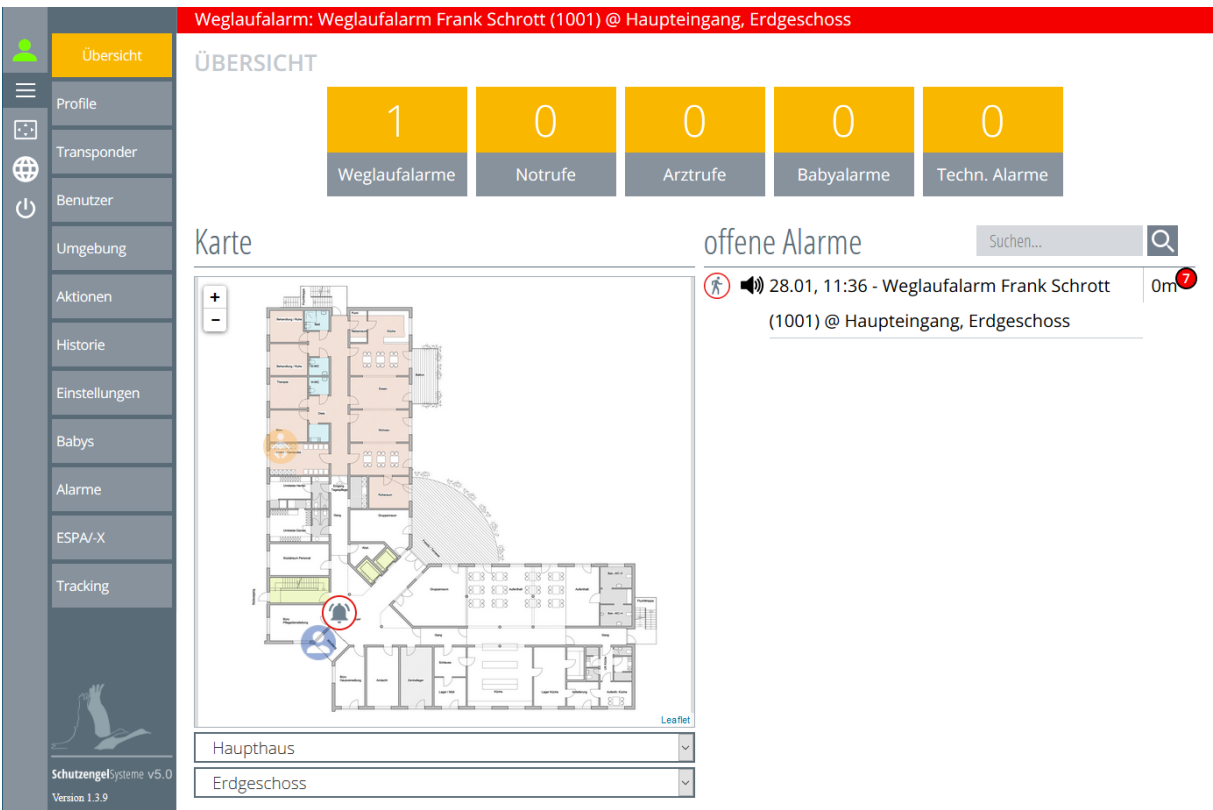 Weglaufalarm: Weglaufalarm Frank Schrott (1001) @ Haupteingang, Erdgeschoss
Übersicht
Profile
Transponder
Benutzer
Umgebung
Aktionen
Historie
Einstellungen
Babys
Alarme
ESPA/-X
Tracking
SchutzengelSysteme v5.0
Version 1.3.9
ÜBERSICHT
1
Weglaufalarme
0
Notrufe
0
Arztrufe
0
Babyalarme
0
Techn. Alarme
Karte
+
−
Leaflet
Haupthaus
Erdgeschoss
offene Alarme
Suchen...
28.01, 11:36 - Weglaufalarm Frank Schrott
(1001) @ Haupteingang, Erdgeschoss
0m
7